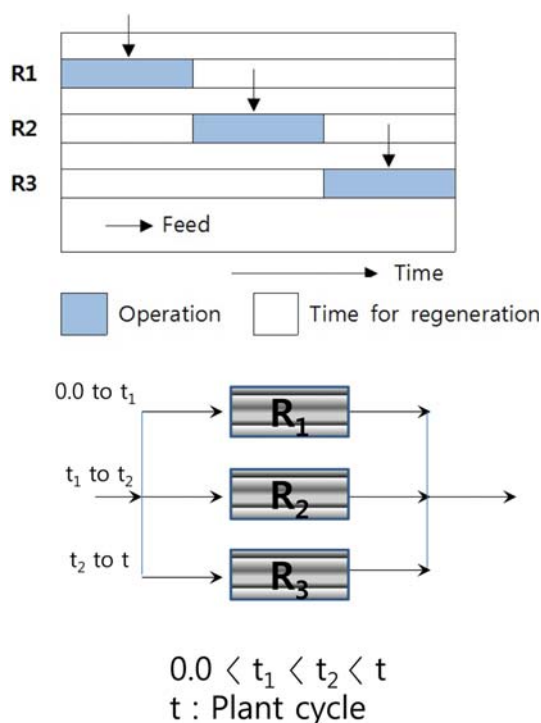 R1
R2
R3
Feed
Time
Operation
Time for regeneration
0.0 to t₁
R₁
t₁ to t₂
R₂
t₂ to t
R₃
0.0 < t₁ < t₂ < t
t : Plant cycle